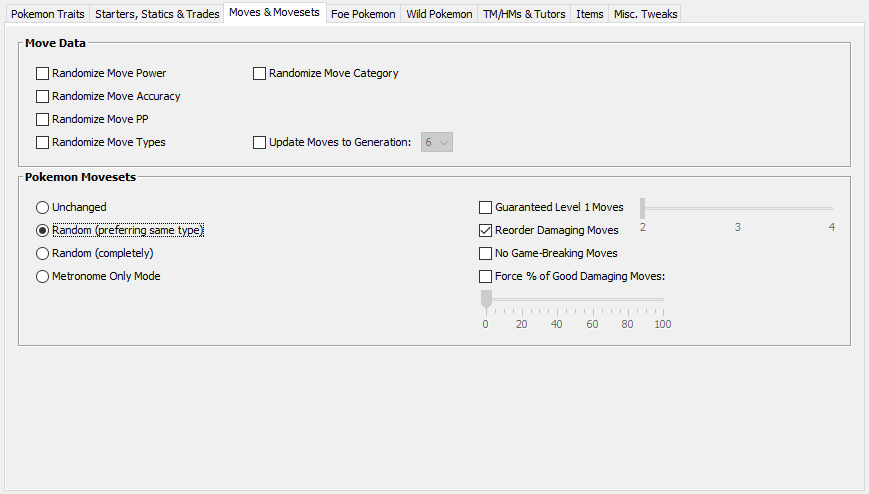 Pokemon Traits Starters, Statics & Trades Moves & Movesets Foe Pokemon Wild Pokemon TM/HMs & Tutors Items Misc. Tweaks
Move Data
Randomize Move Power Randomize Move Category
Randomize Move Accuracy
Randomize Move PP
Randomize Move Types Update Moves to Generation: 6
Pokemon Movesets
Unchanged Guaranteed Level 1 Moves
Random (preferring same type) Reorder Damaging Moves 2 3 4
Random (completely) No Game-Breaking Moves
Metronome Only Mode Force % of Good Damaging Moves:
0 20 40 60 80 100